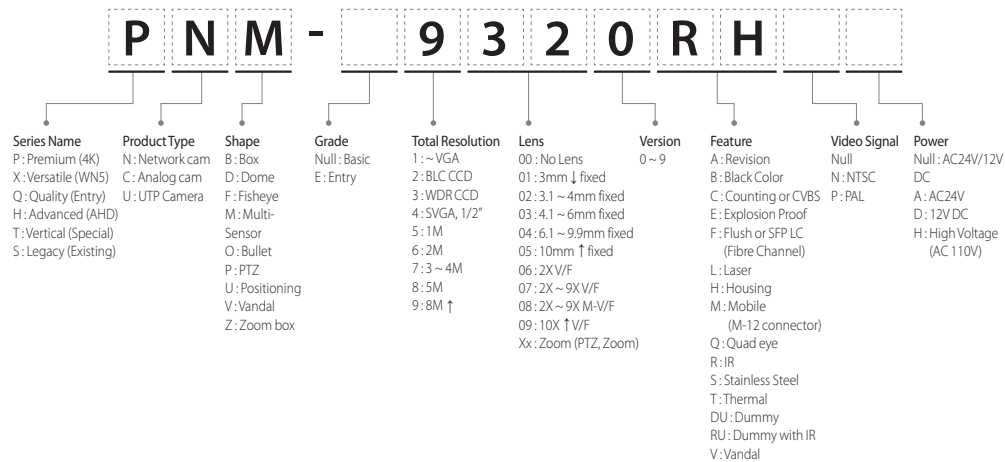 PNM-9320RH
Series Name
P : Premium (4K)
X : Versatile (WN5)
Q : Quality (Entry)
H : Advanced (AHD)
T : Vertical (Special)
S : Legacy (Existing)
Product Type
N : Network cam
C : Analog cam
U : UTP Camera
Shape
B : Box
D : Dome
F : Fisheye
M : Multi-
Sensor
O : Bullet
P : PTZ
U : Positioning
V : Vandal
Z : Zoom box
Grade
Null : Basic
E : Entry
Total Resolution
1 : ~ VGA
2 : BLC CCD
3 : WDR CCD
4 : SVGA, 1/2"
5 : 1M
6 : 2M
7 : 3 ~ 4M
8 : 5M
9 : 8M ↑
Lens
00 : No Lens
01 : 3mm ↓ fixed
02 : 3.1 ~ 4mm fixed
03 : 4.1 ~ 6mm fixed
04 : 6.1 ~ 9.9mm fixed
05 : 10mm ↑ fixed
06 : 2X V/F
07 : 2X ~ 9X V/F
08 : 2X ~ 9X M-V/F
09 : 10X ↑ V/F
Xx : Zoom (PTZ, Zoom)
Version
0 ~ 9
Feature
A : Revision
B : Black Color
C : Counting or CVBS
E : Explosion Proof
F : Flush or SFP LC
(Fibre Channel)
L : Laser
H : Housing
M : Mobile
(M-12 connector)
Q : Quad eye
R : IR
S : Stainless Steel
T : Thermal
DU : Dummy
RU : Dummy with IR
V : Vandal
Video Signal
Null
N : NTSC
P : PAL
Power
Null : AC24V/12V
DC
A : AC24V
D : 12V DC
H : High Voltage
(AC 110V)